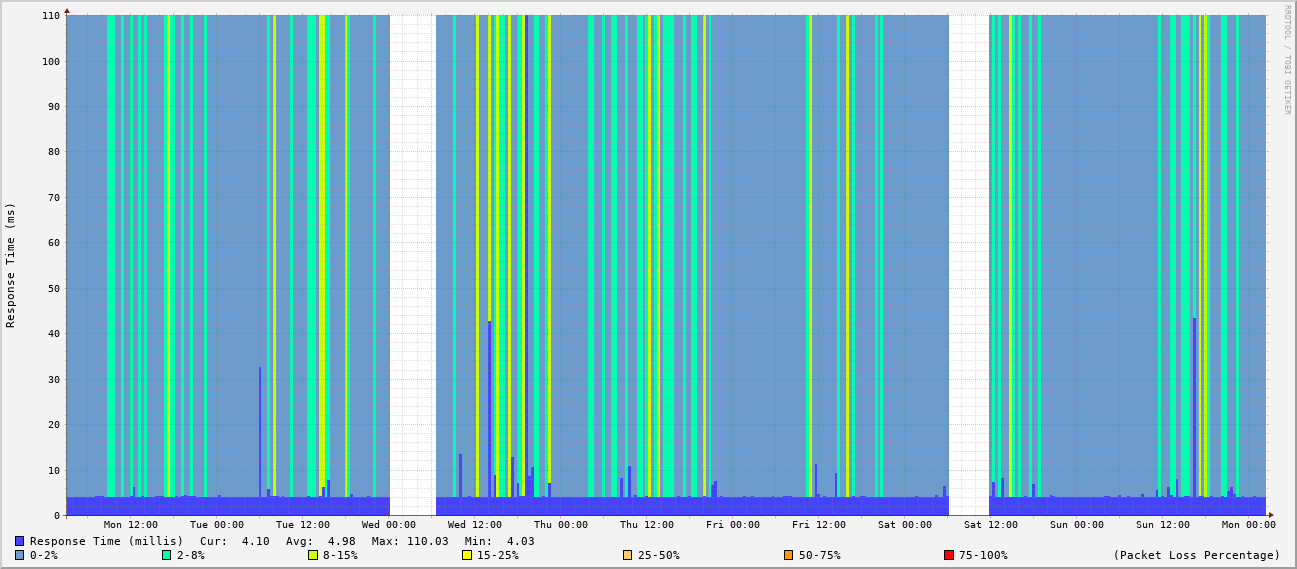 RRDTOOL / TOBI OETIKER
Response Time (ms)
110
100
90
80
70
60
50
40
30
20
10
0
Mon 12:00 Tue 00:00 Tue 12:00 Wed 00:00 Wed 12:00 Thu 00:00 Thu 12:00 Fri 00:00 Fri 12:00 Sat 00:00 Sat 12:00 Sun 00:00 Sun 12:00 Mon 00:00
Response Time (millis) Cur: 4.10 Avg: 4.98 Max: 110.03 Min: 4.03
0-2% 2-8% 8-15% 15-25% 25-50% 50-75% 75-100% (Packet Loss Percentage)